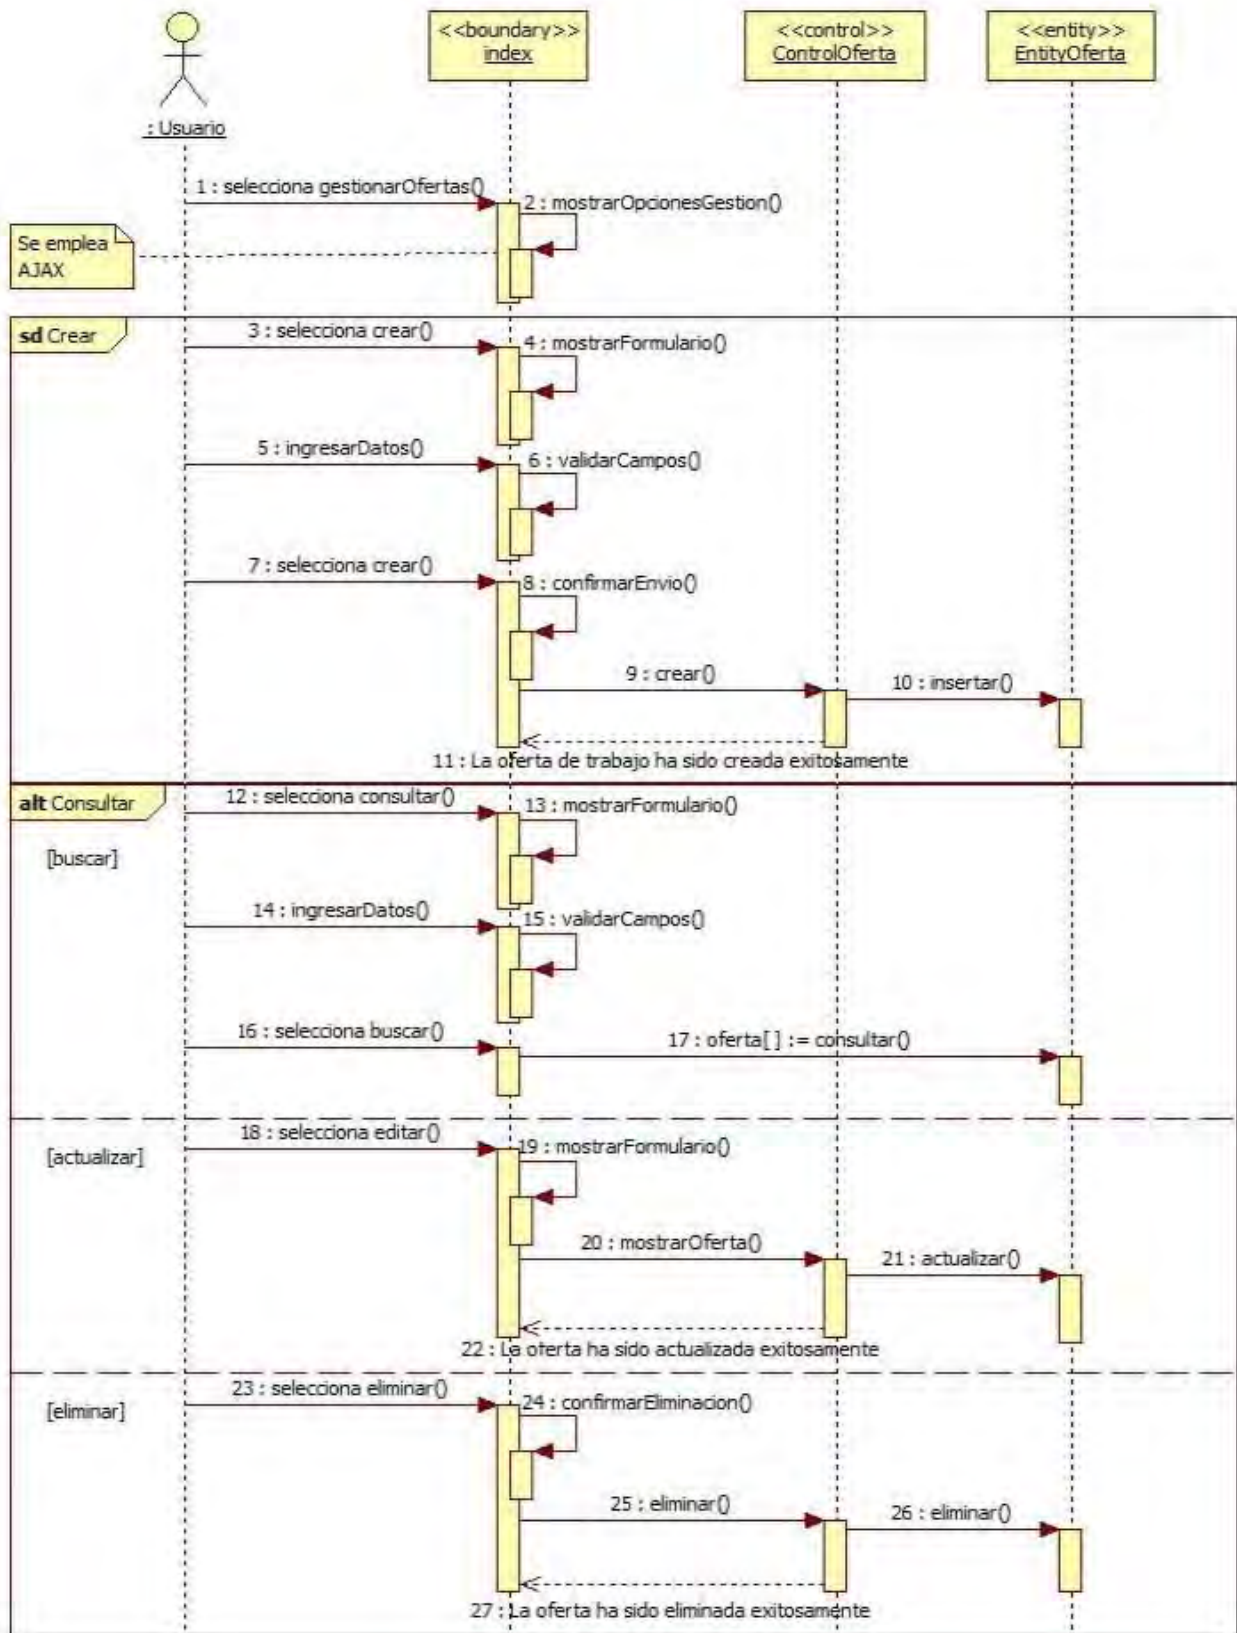 <<boundary>>
index
<<control>>
ControlOferta
<<entity>>
EntityOferta
: Usuario
1 : selecciona gestionarOfertas()
2 : mostrarOpcionesGestion()
Se emplea
AJAX
sd Crear
3 : selecciona crear()
4 : mostrarFormulario()
5 : ingresarDatos()
6 : validarCampos()
7 : selecciona crear()
8 : confirmarEnvio()
9 : crear()
10 : insertar()
11 : La oferta de trabajo ha sido creada exitosamente
alt Consultar
12 : selecciona consultar()
13 : mostrarFormulario()
[buscar]
14 : ingresarDatos()
15 : validarCampos()
16 : selecciona buscar()
17 : oferta[ ] := consultar()
18 : selecciona editar()
19 : mostrarFormulario()
[actualizar]
20 : mostrarOferta()
21 : actualizar()
22 : La oferta ha sido actualizada exitosamente
23 : selecciona eliminar()
24 : confirmarEliminacion()
[eliminar]
25 : eliminar()
26 : eliminar()
27 : La oferta ha sido eliminada exitosamente